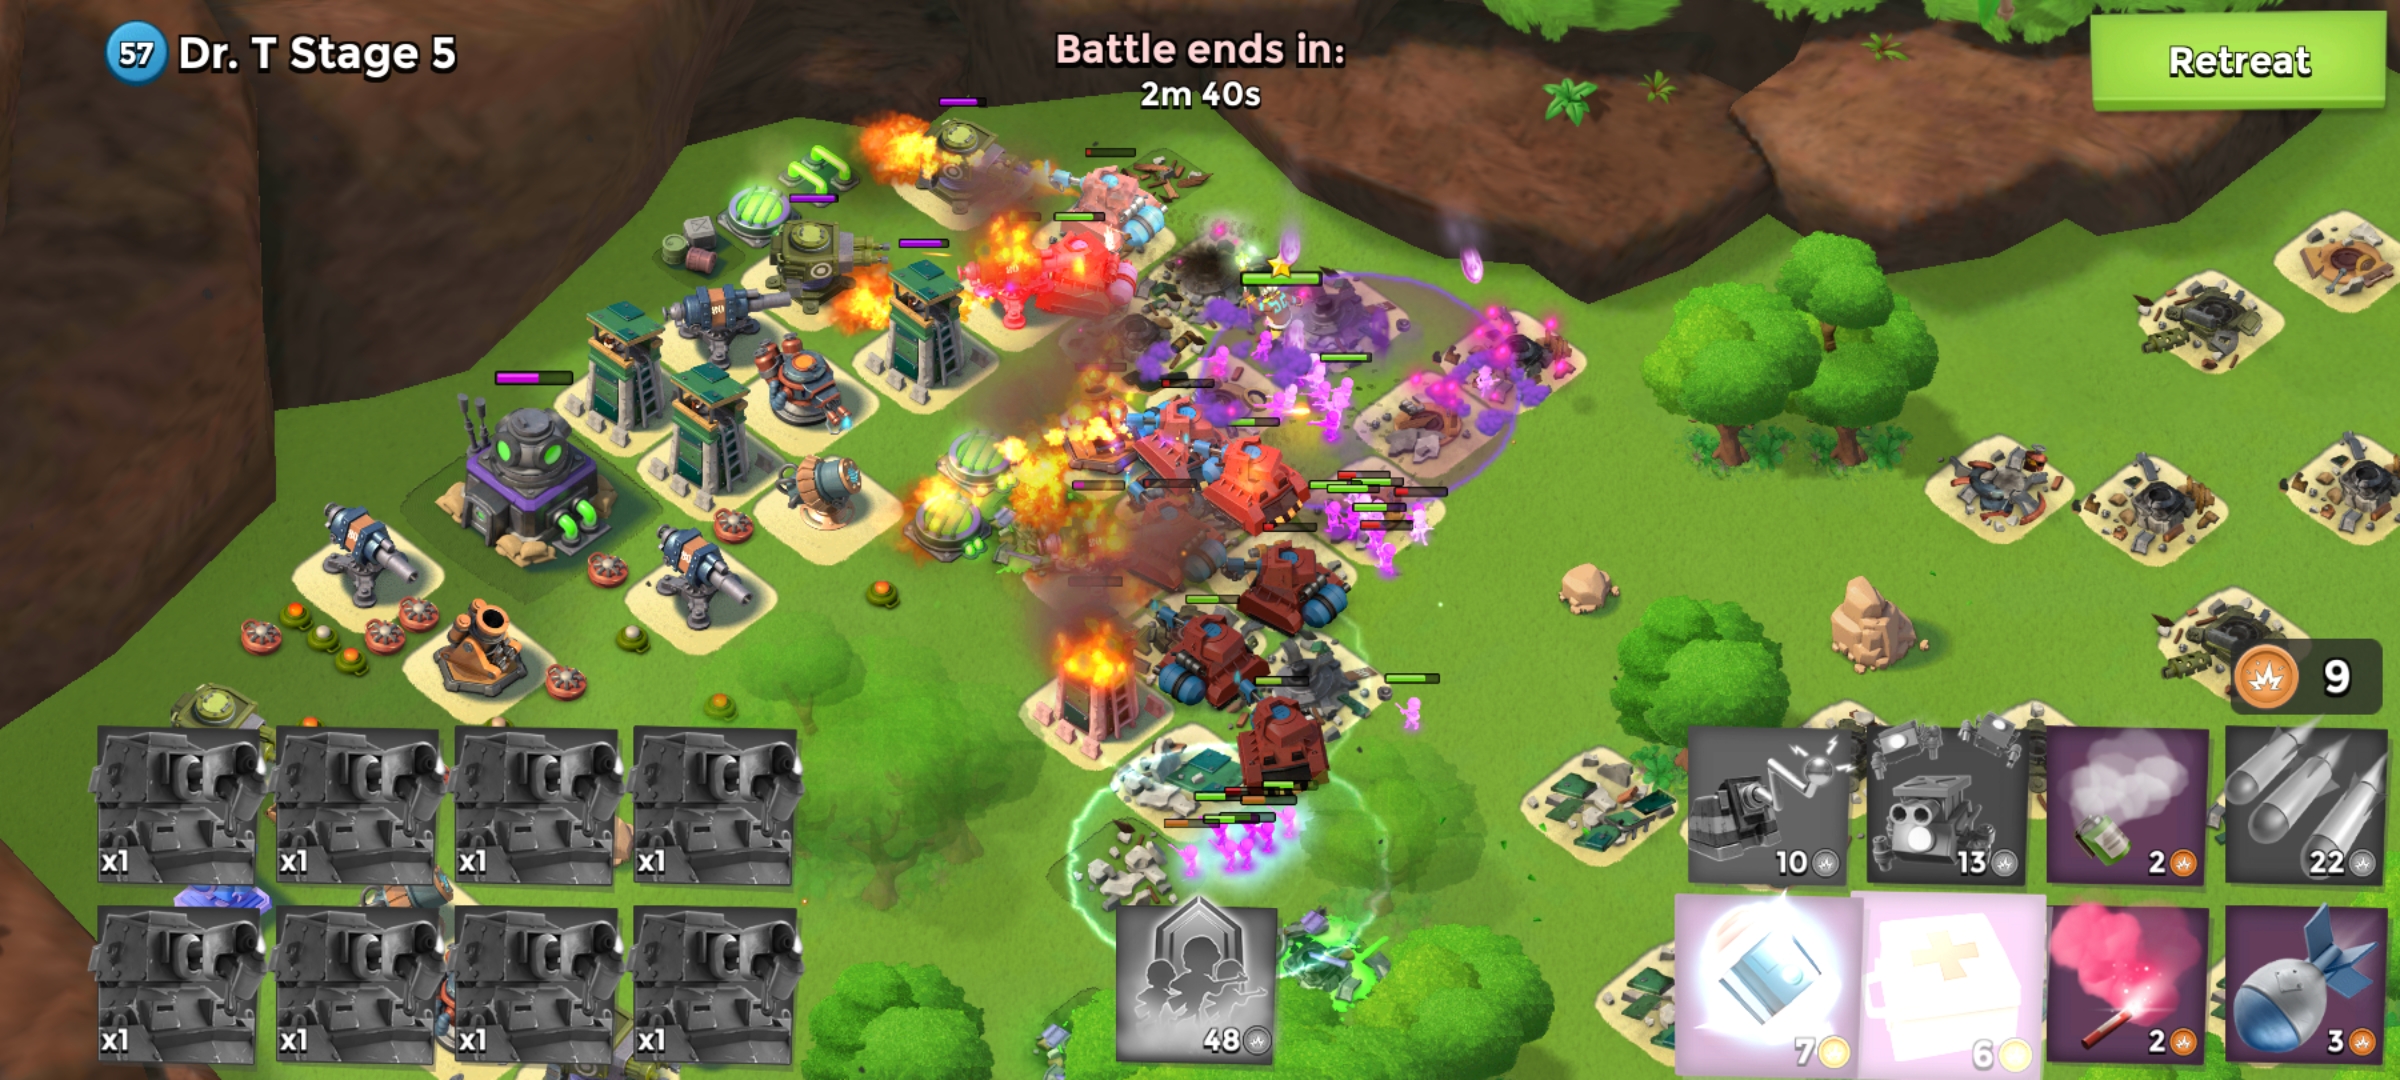 57 Dr. T Stage 5
Battle ends in:
2m 40s
Retreat
9
x1 x1 x1 x1
10 13 2 22
x1 x1 x1 x1
48
7 6 2 3